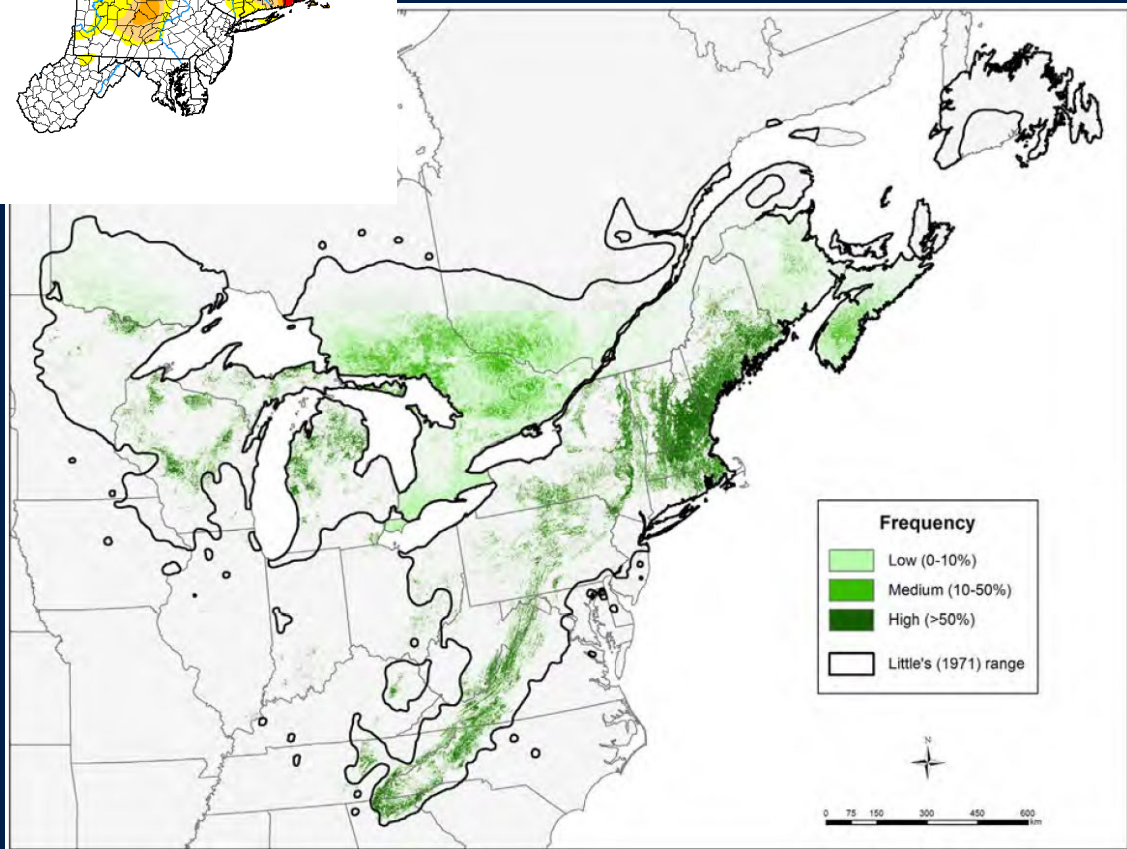 Frequency
Low (0-10%)
Medium (10-50%)
High (>50%)
Little's (1971) range
N
0 75 150 300 450 600
km